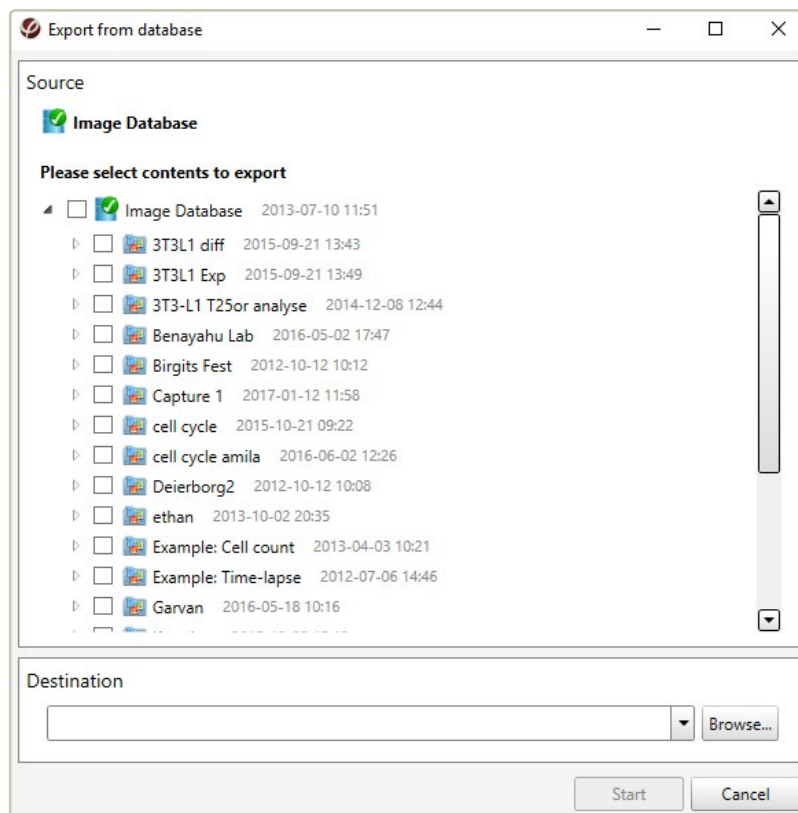 Export from database
Source
Image Database
Please select contents to export
Image Database 2013-07-10 11:51
3T3L1 diff 2015-09-21 13:43
3T3L1 Exp 2015-09-21 13:49
3T3-L1 T25or analyse 2014-12-08 12:44
Benayahu Lab 2016-05-02 17:47
Birgits Fest 2012-10-12 10:12
Capture 1 2017-01-12 11:58
cell cycle 2015-10-21 09:22
cell cycle amila 2016-06-02 12:26
Deierborg2 2012-10-12 10:08
ethan 2013-10-02 20:35
Example: Cell count 2013-04-03 10:21
Example: Time-lapse 2012-07-06 14:46
Garvan 2016-05-18 10:16
Destination
Browse...
Start Cancel